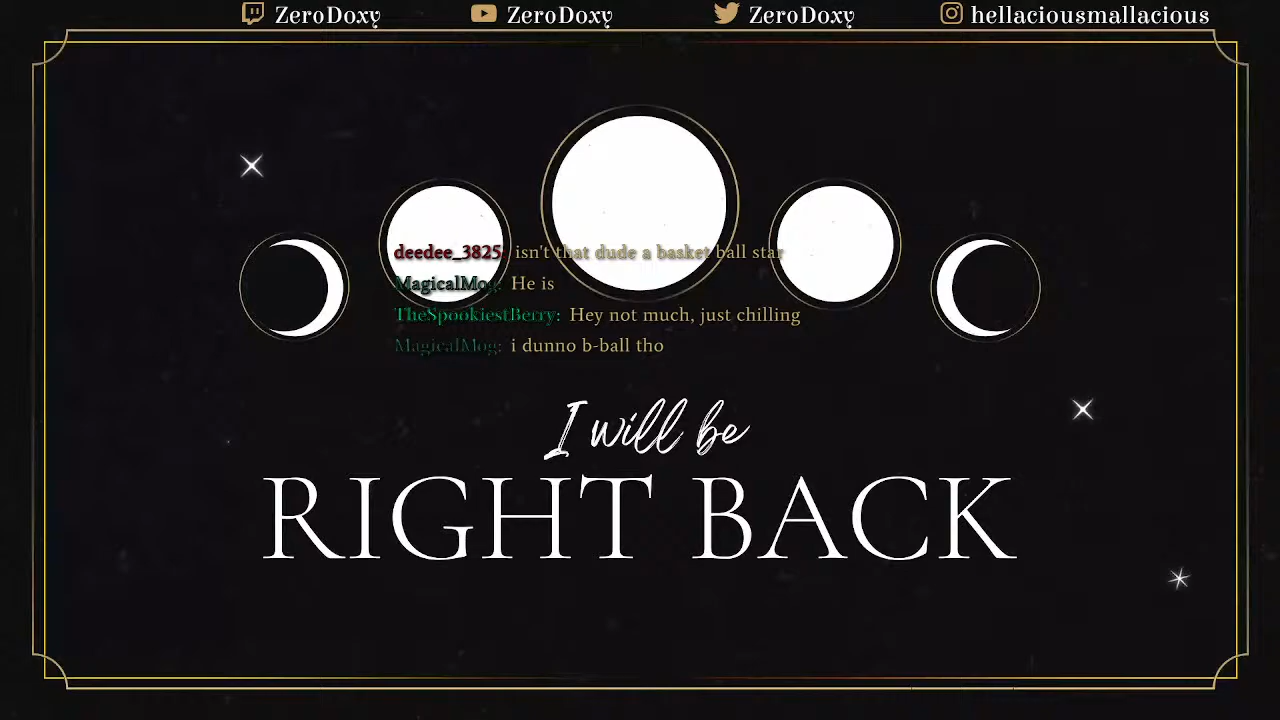 ZeroDoxy ZeroDoxy ZeroDoxy hellaciousmallacious
deedee_3825: isn't that dude a basket ball star
MagicalMog: He is
TheSpookiestBerry: Hey not much, just chilling
MagicalMog: i dunno b-ball tho
I will be
RIGHT BACK